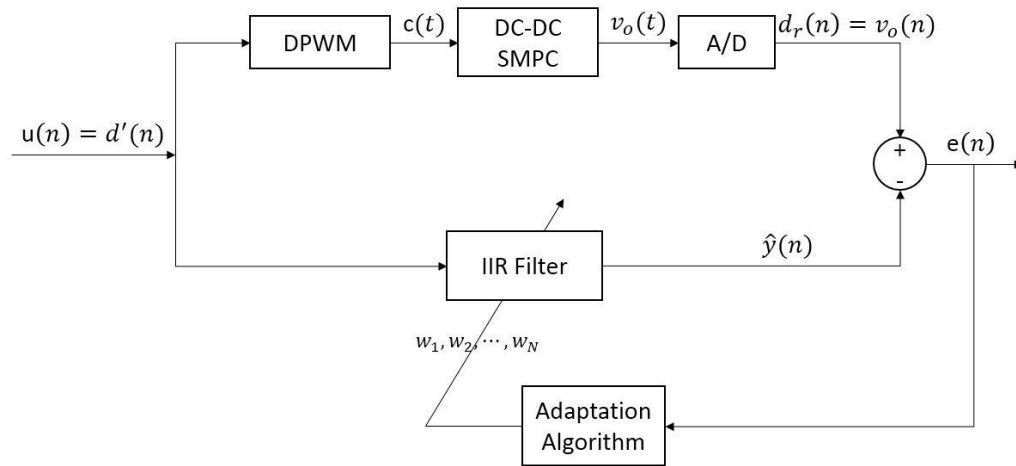 DPWM
c(t)
DC-DC
SMPC
v_o(t)
A/D
d_r(n) = v_o(n)
u(n) = d'(n)
+
-
e(n)
IIR Filter
ŷ(n)
w_1, w_2, ⋯, w_N
Adaptation
Algorithm